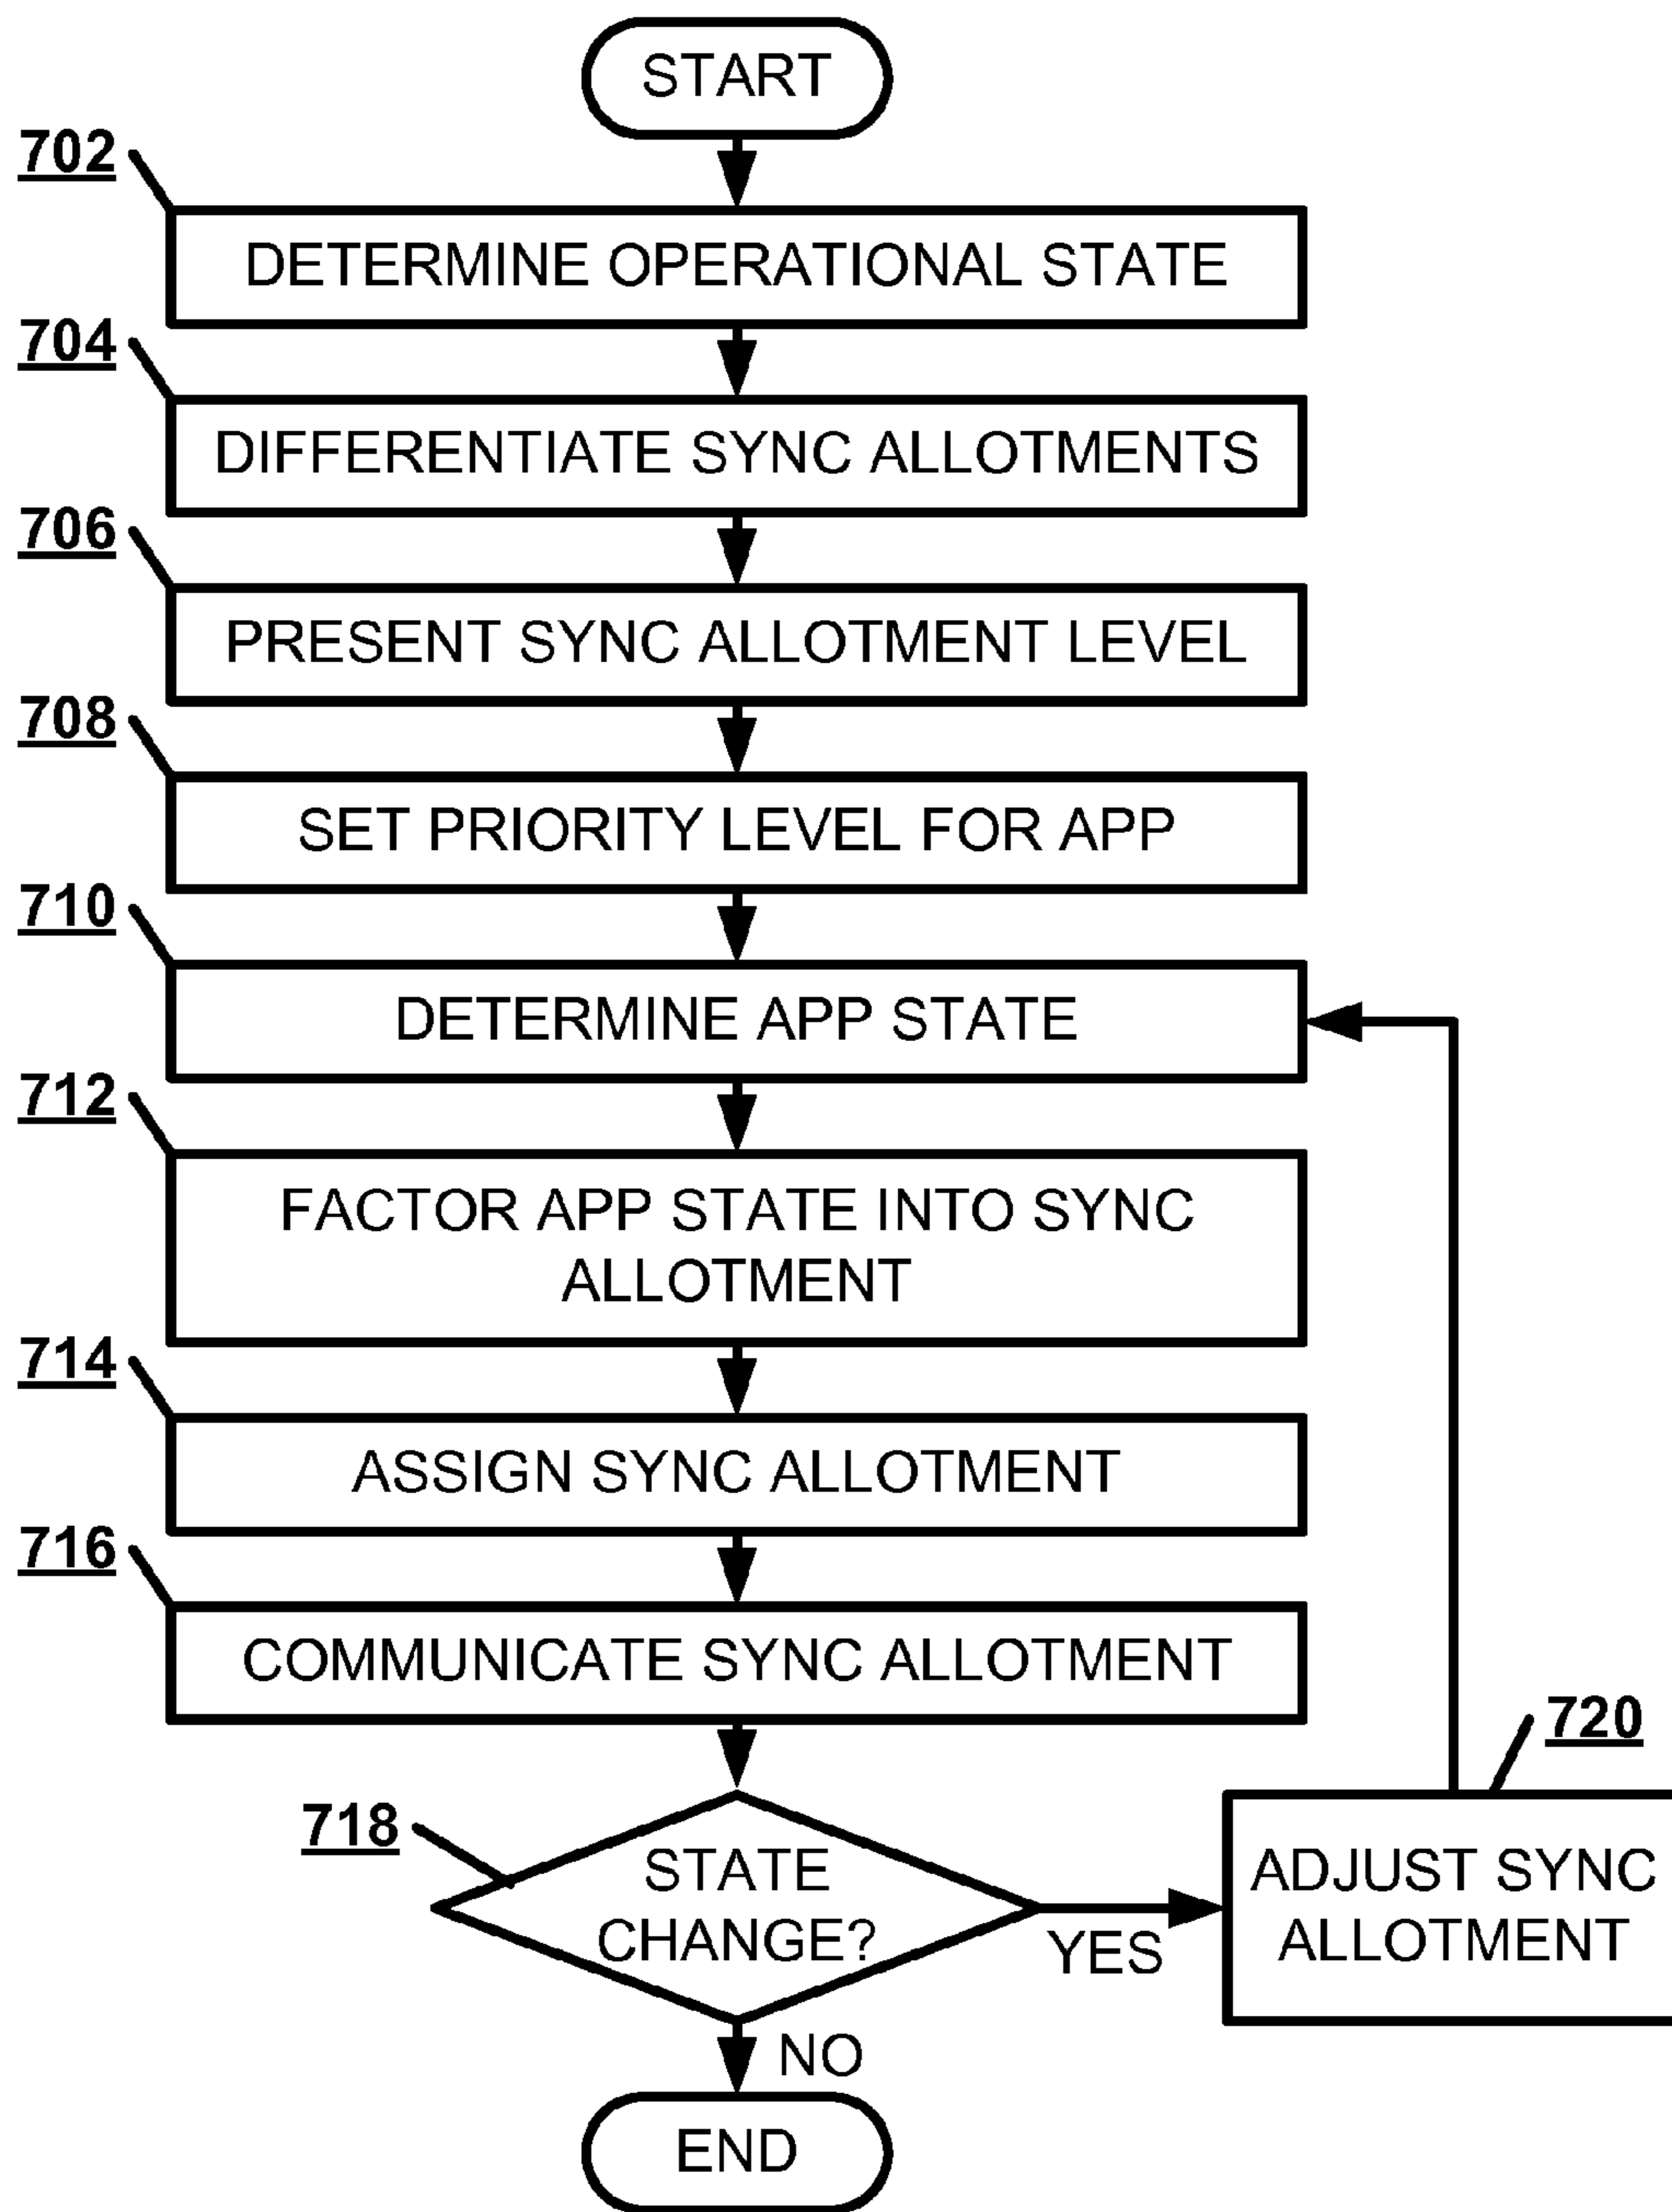 START
702
DETERMINE OPERATIONAL STATE
704
DIFFERENTIATE SYNC ALLOTMENTS
706
PRESENT SYNC ALLOTMENT LEVEL
708
SET PRIORITY LEVEL FOR APP
710
DETERMINE APP STATE
712
FACTOR APP STATE INTO SYNC
ALLOTMENT
714
ASSIGN SYNC ALLOTMENT
716
COMMUNICATE SYNC ALLOTMENT
718
STATE
CHANGE?
YES
720
ADJUST SYNC
ALLOTMENT
NO
END